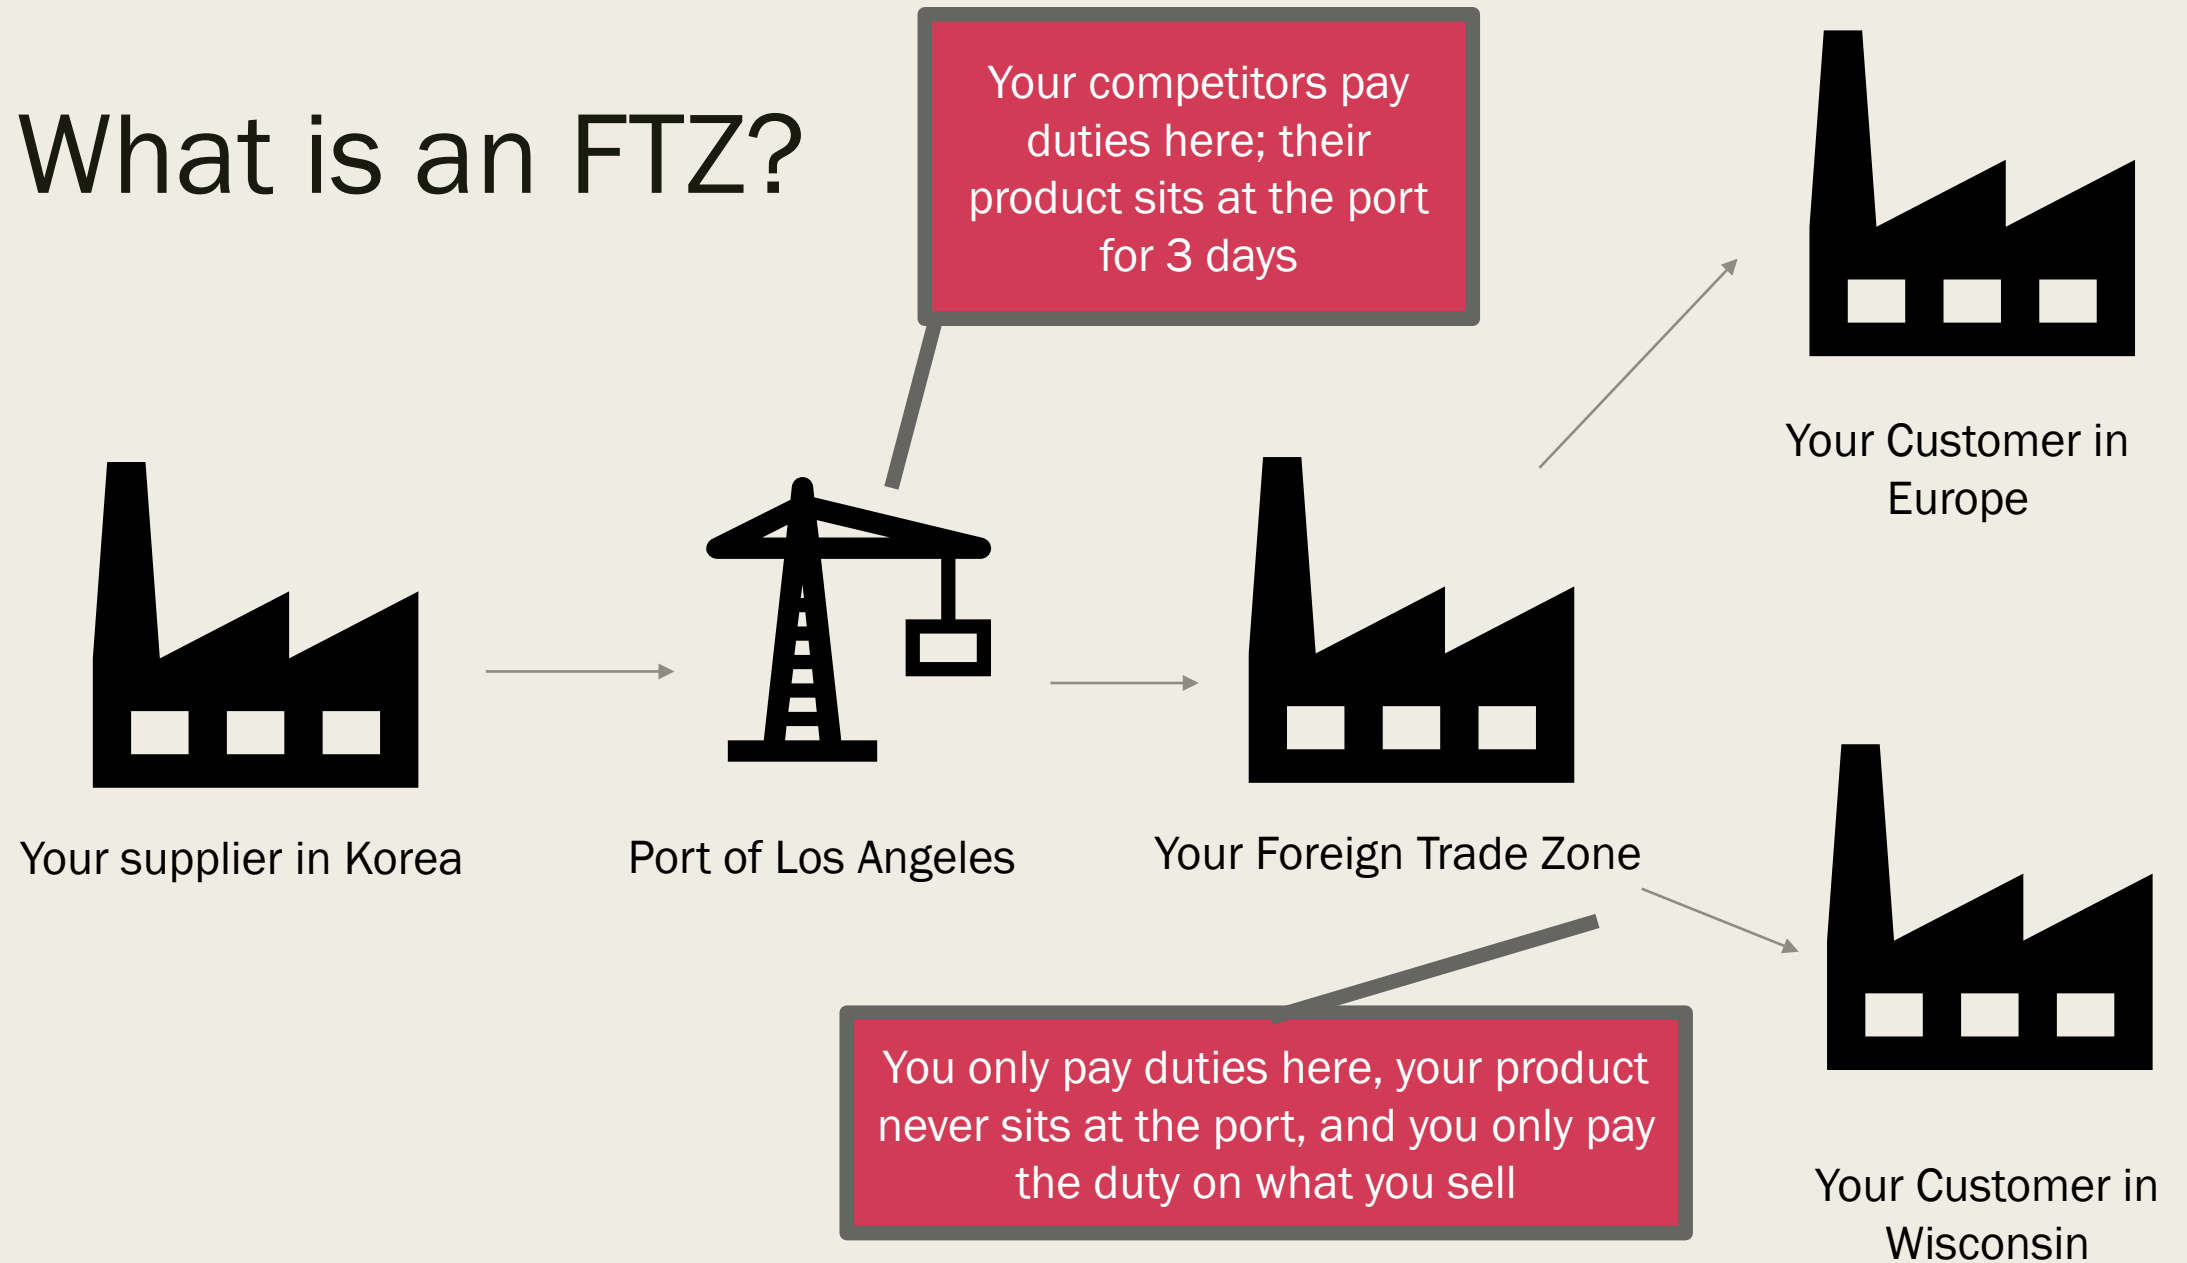 What is an FTZ?
Your competitors pay
duties here; their
product sits at the port
for 3 days
Your Customer in
Europe
Your supplier in Korea
Port of Los Angeles
Your Foreign Trade Zone
You only pay duties here, your product
never sits at the port, and you only pay
the duty on what you sell
Your Customer in
Wisconsin